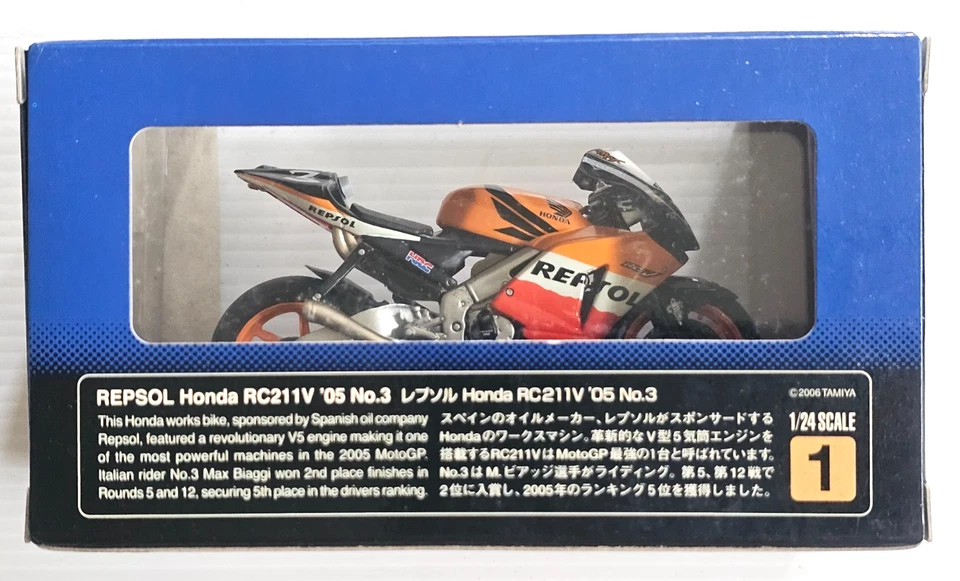 REPSOL
HONDA
HRC
REPSOL
REPSOL Honda RC211V '05 No.3 レプソル Honda RC211V '05 No.3
©2006 TAMIYA
This Honda works bike, sponsored by Spanish oil company
Repsol, featured a revolutionary V5 engine making it one
of the most powerful machines in the 2005 MotoGP.
Italian rider No.3 Max Biaggi won 2nd place finishes in
Rounds 5 and 12, securing 5th place in the drivers ranking.
スペインのオイルメーカー、レプソルがスポンサードする
Hondaのワークスマシン。革新的なV型5気筒エンジンを
搭載するRC211VはMotoGP最強の1台と呼ばれています。
No.3はM.ビアッジ選手がライディング。第5、第12戦で
2位に入賞し、2005年のランキング5位を獲得しました。
1/24 SCALE
1